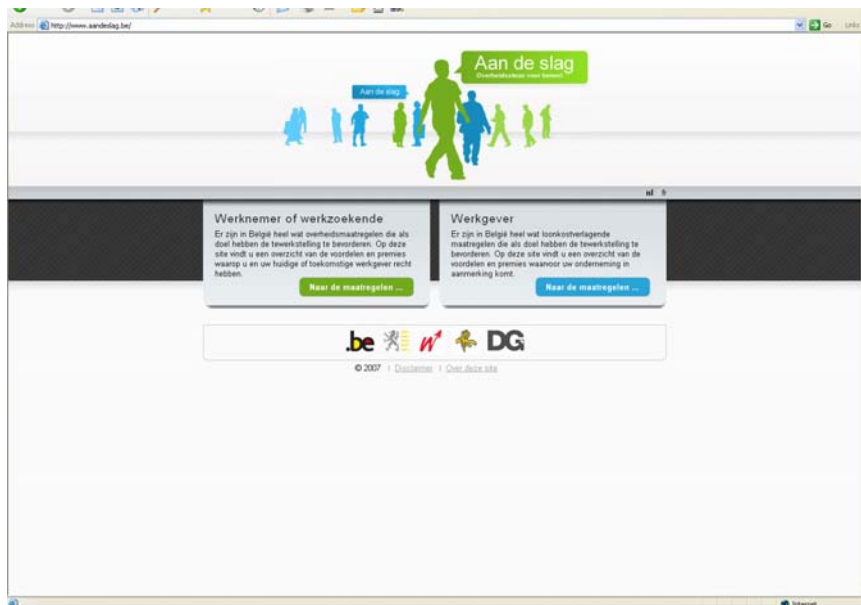 Address http://www.aandeslag.be/ Go Links
Aan de slag
Overheidssteun voor banen!
Aan de slag
nl fr
Werknemer of werkzoekende
Er zijn in België heel wat overheidsmaatregelen die als
doel hebben de tewerkstelling te bevorderen. Op deze
site vindt u een overzicht van de voordelen en premies
waarop u en uw huidige of toekomstige werkgever recht
hebben.
Naar de maatregelen ...
Werkgever
Er zijn in België heel wat loonkostverlagende
maatregelen die als doel hebben de tewerkstelling te
bevorderen. Op deze site vindt u een overzicht van de
voordelen en premies waarvoor uw onderneming in
aanmerking komt.
Naar de maatregelen ...
.be W DG
© 2007 | Disclaimer | Over deze site
Internet